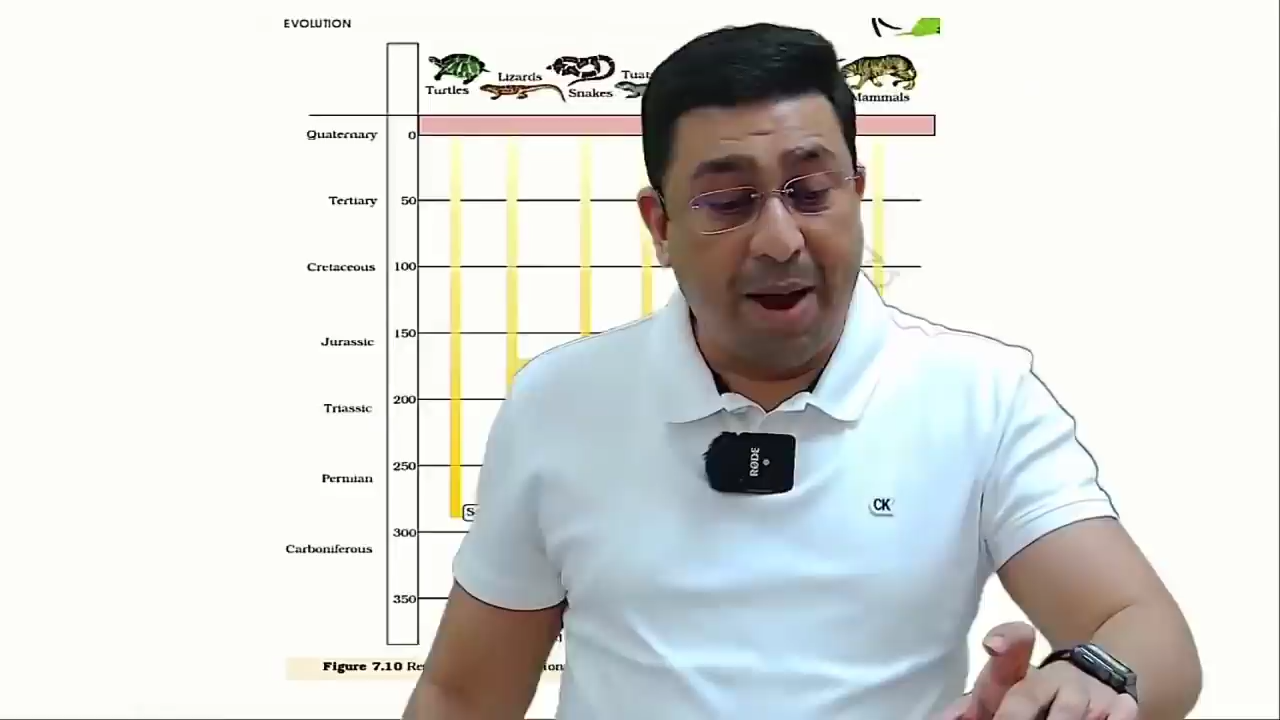 EVOLUTION
Turtles
Lizards
Snakes
Mammals
Quaternary 0
Tertiary 50
Cretaceous 100
Jurassic 150
Triassic 200
Permian 250
300
Carboniferous
350
Figure 7.10
RØDE
CK